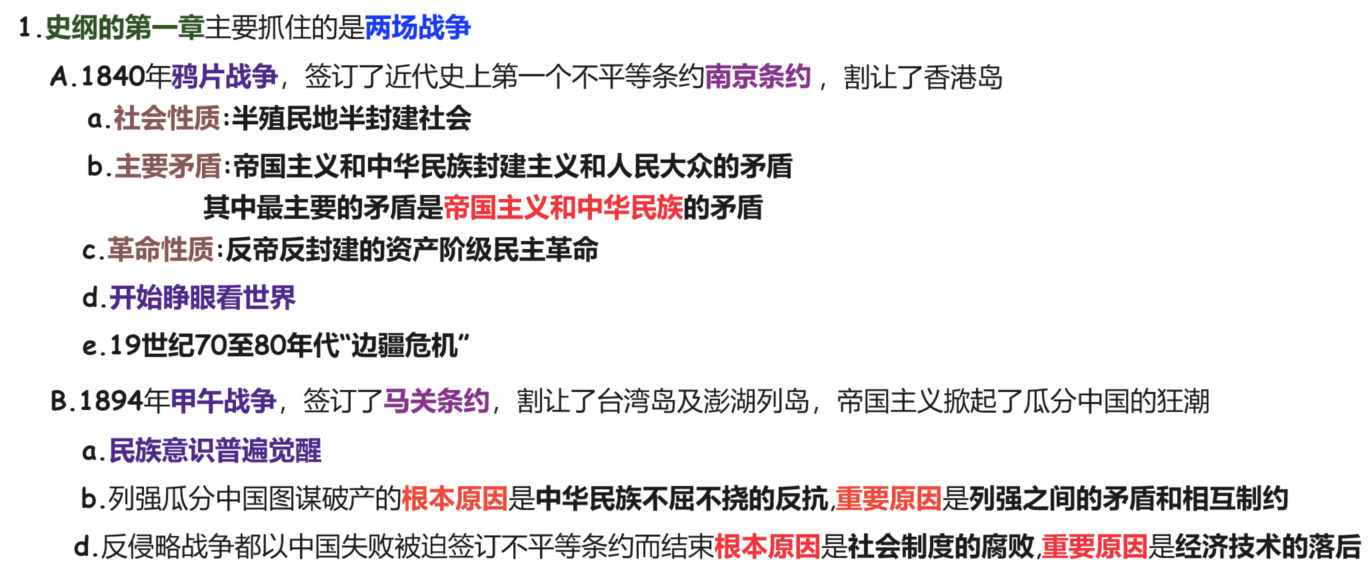 1.史纲的第一章主要抓住的是两场战争
A.1840年鸦片战争，签订了近代史上第一个不平等条约南京条约 ，割让了香港岛
a.社会性质:半殖民地半封建社会
b.主要矛盾:帝国主义和中华民族封建主义和人民大众的矛盾
其中最主要的矛盾是帝国主义和中华民族的矛盾
c.革命性质:反帝反封建的资产阶级民主革命
d.开始睁眼看世界
e.19世纪70至80年代“边疆危机”
B.1894年甲午战争，签订了马关条约，割让了台湾岛及澎湖列岛，帝国主义掀起了瓜分中国的狂潮
a.民族意识普遍觉醒
b.列强瓜分中国图谋破产的根本原因是中华民族不屈不挠的反抗,重要原因是列强之间的矛盾和相互制约
d.反侵略战争都以中国失败被迫签订不平等条约而结束根本原因是社会制度的腐败,重要原因是经济技术的落后